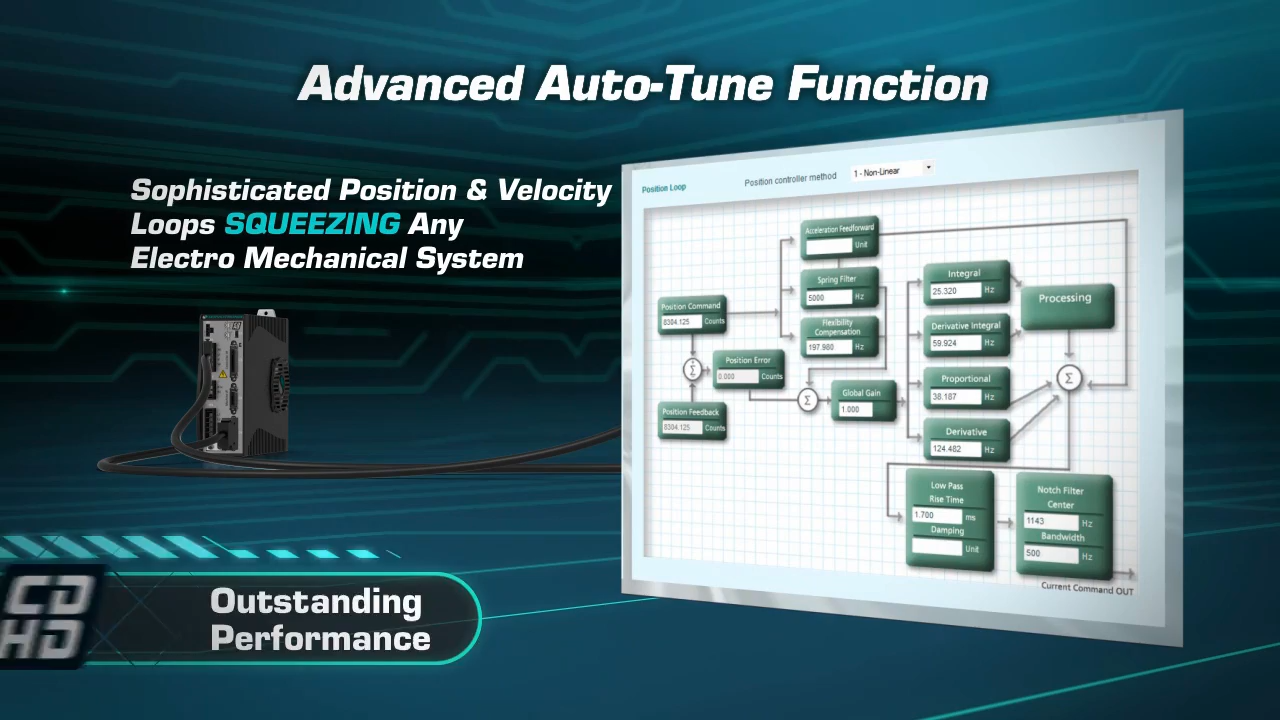 Advanced Auto-Tune Function
Sophisticated Position & Velocity
Loops SQUEEZING Any
Electro Mechanical System
Position Loop
Position controller method
1 - Non-Linear
Acceleration Feedforward
Unit
Spring Filter
5000 Hz
Flexibility
Compensation
197.980 Hz
Position Command
8304.125 Counts
Position Error
0.000 Counts
Position Feedback
8304.125 Counts
Σ
Σ
Global Gain
1.000
Integral
25.320 Hz
Derivative Integral
59.924 Hz
Proportional
38.187 Hz
Derivative
124.482 Hz
Processing
Σ
Low Pass
Rise Time
1.700 ms
Damping
Unit
Notch Filter
Center
1143 Hz
Bandwidth
500 Hz
Current Command OUT
CD
HD
Outstanding
Performance